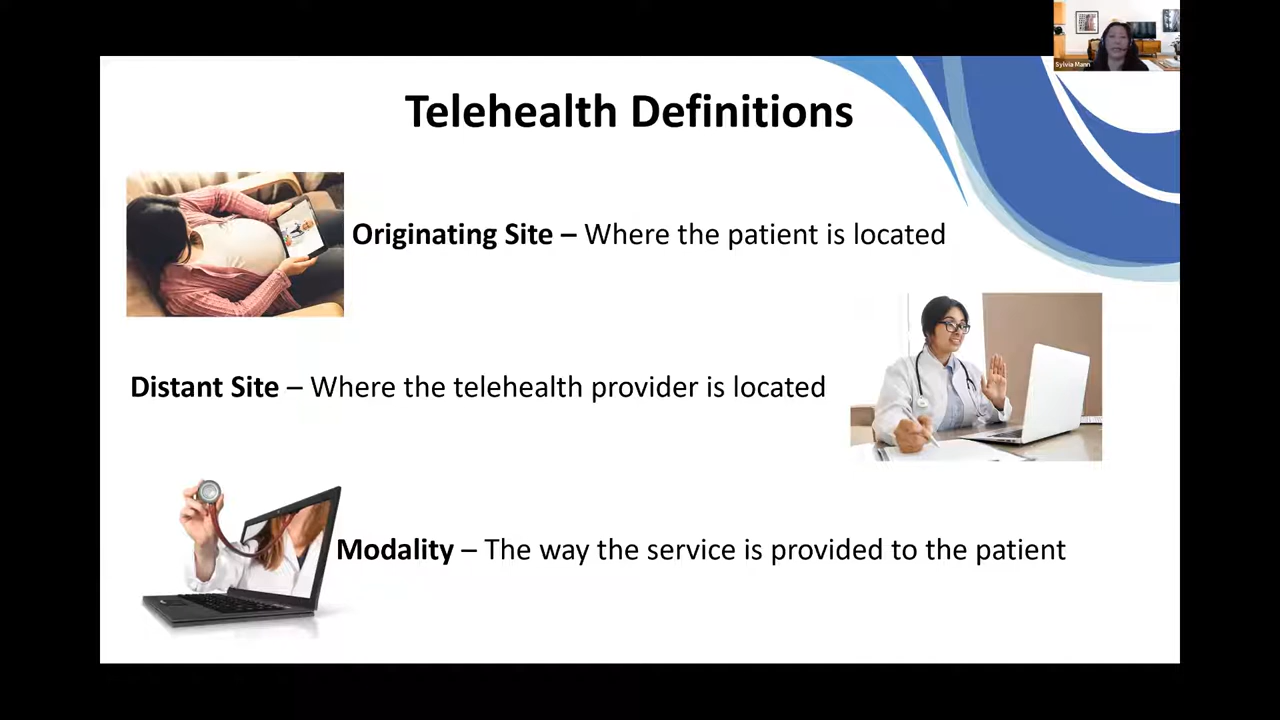 Sylvia Mann
Telehealth Definitions
Originating Site – Where the patient is located
Distant Site – Where the telehealth provider is located
Modality – The way the service is provided to the patient